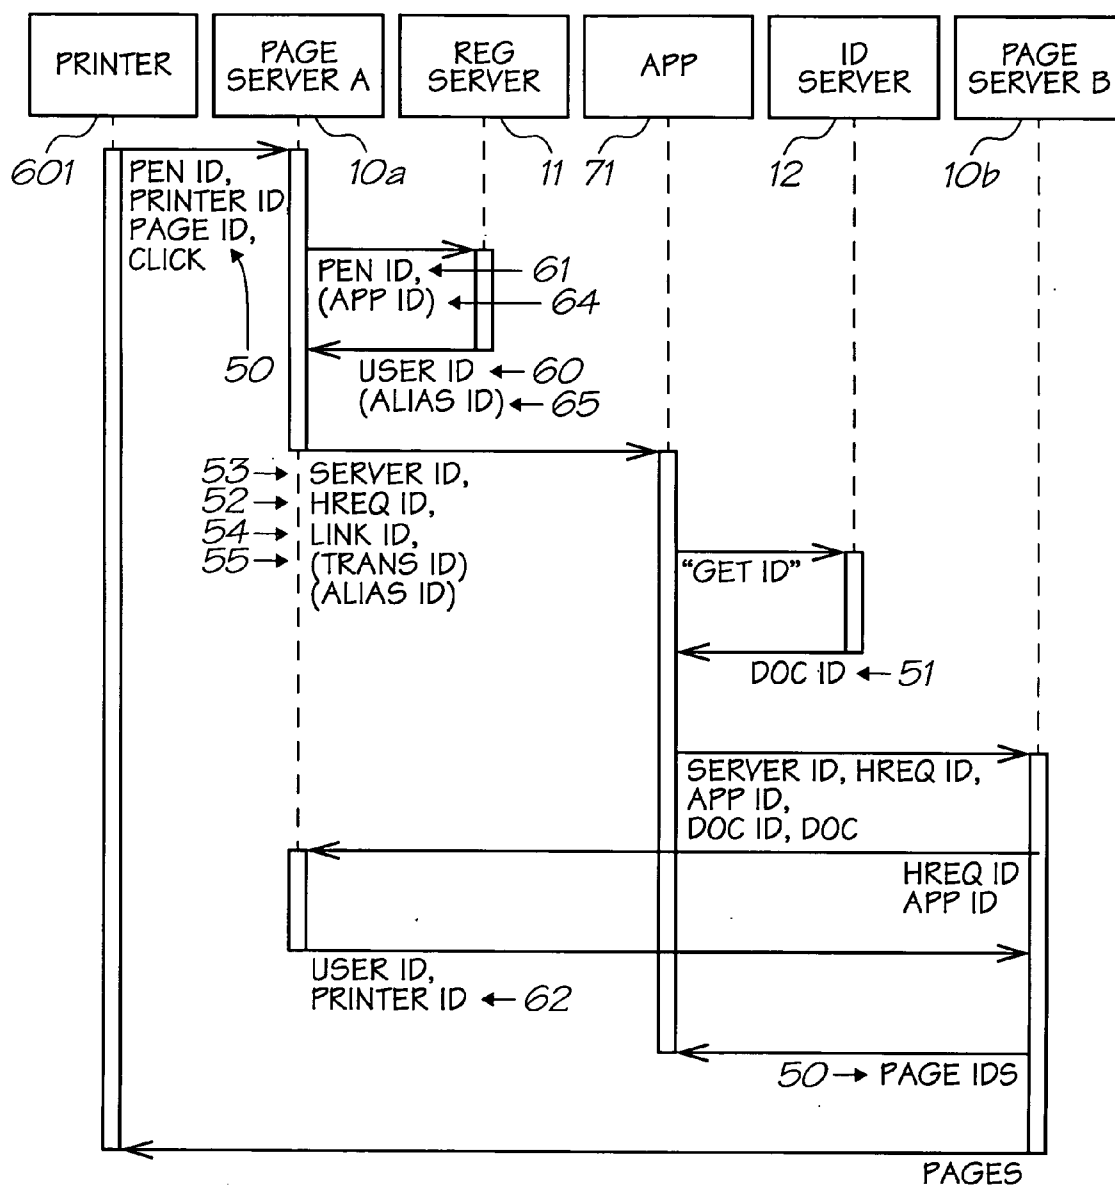 PRINTER
PAGE
SERVER A
REG
SERVER
APP
ID
SERVER
PAGE
SERVER B
601
10a
11
71
12
10b
PEN ID,
PRINTER ID
PAGE ID,
CLICK
50
PEN ID,
61
(APP ID)
64
USER ID
60
(ALIAS ID)
65
53
SERVER ID,
52
HREQ ID,
54
LINK ID,
55
(TRANS ID)
(ALIAS ID)
"GET ID"
DOC ID
51
SERVER ID, HREQ ID,
APP ID,
DOC ID, DOC
HREQ ID
APP ID
USER ID,
PRINTER ID
62
50
PAGE IDS
PAGES